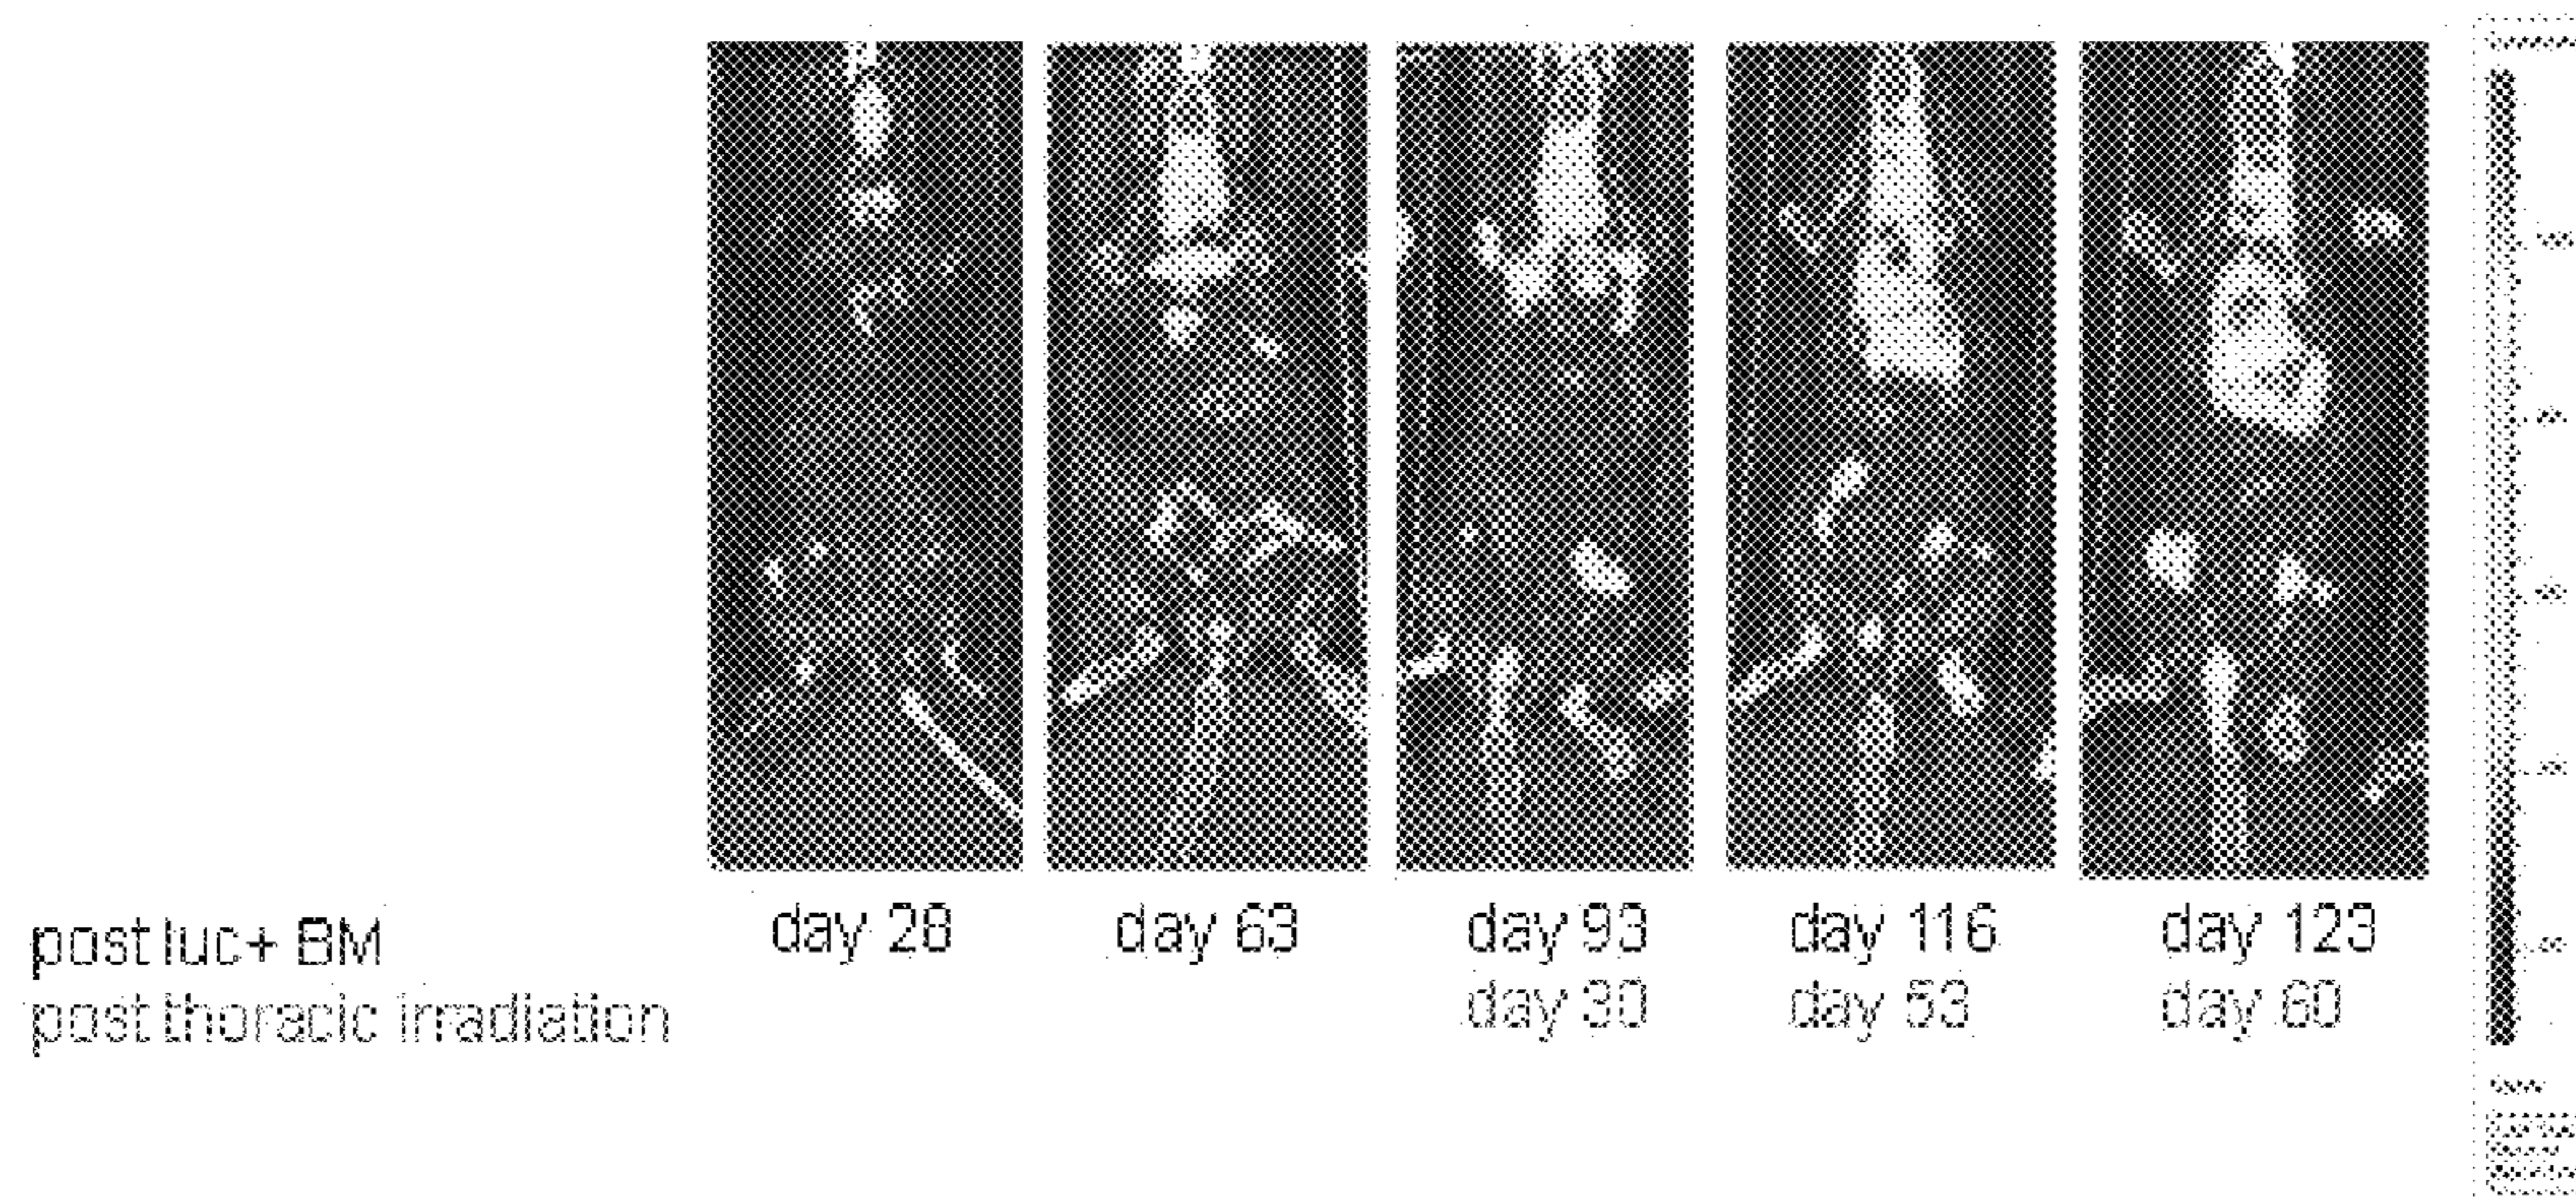 day 28 day 63 day 93 day 116 day 123
post luc+ BM
day 30 day 53 day 60
post thoracic irradiation